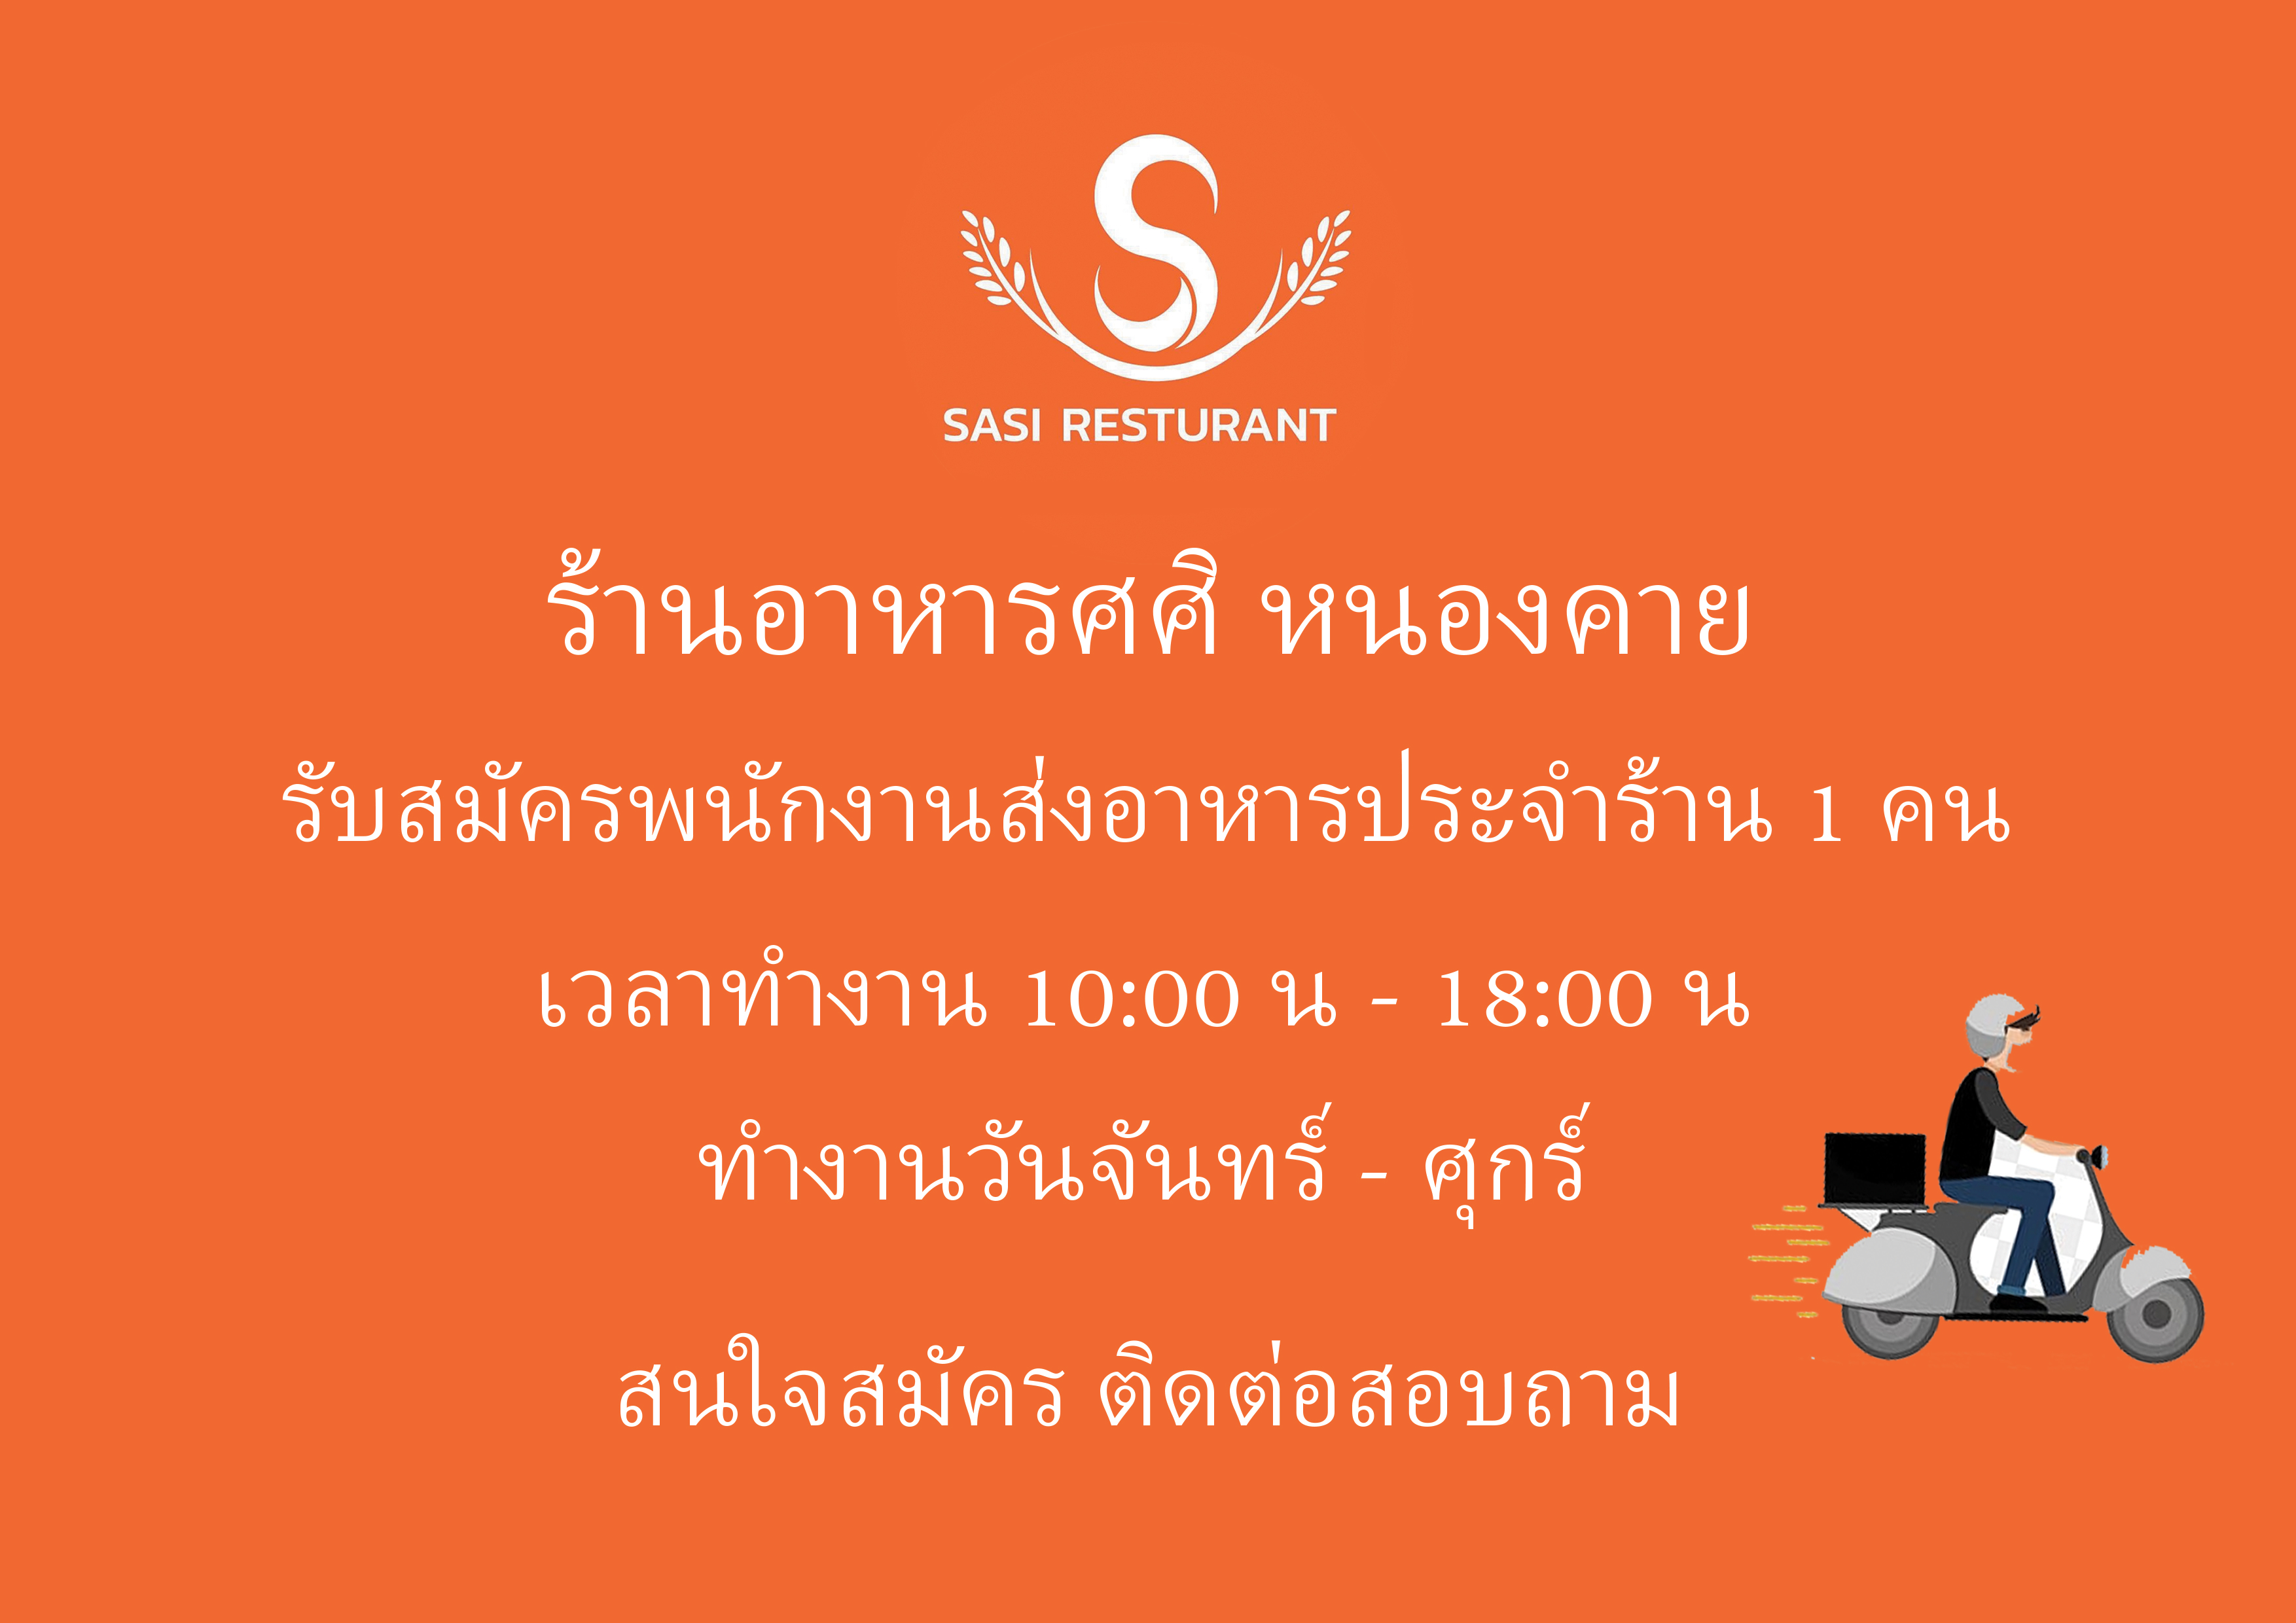 S
SASI RESTURANT
ร้านอาหารศศิ หนองคาย
รับสมัครพนักงานส่งอาหารประจำร้าน 1 คน
เวลาทำงาน 10:00 น - 18:00 น
ทำงานวันจันทร์ - ศุกร์
สนใจสมัคร ติดต่อสอบถาม